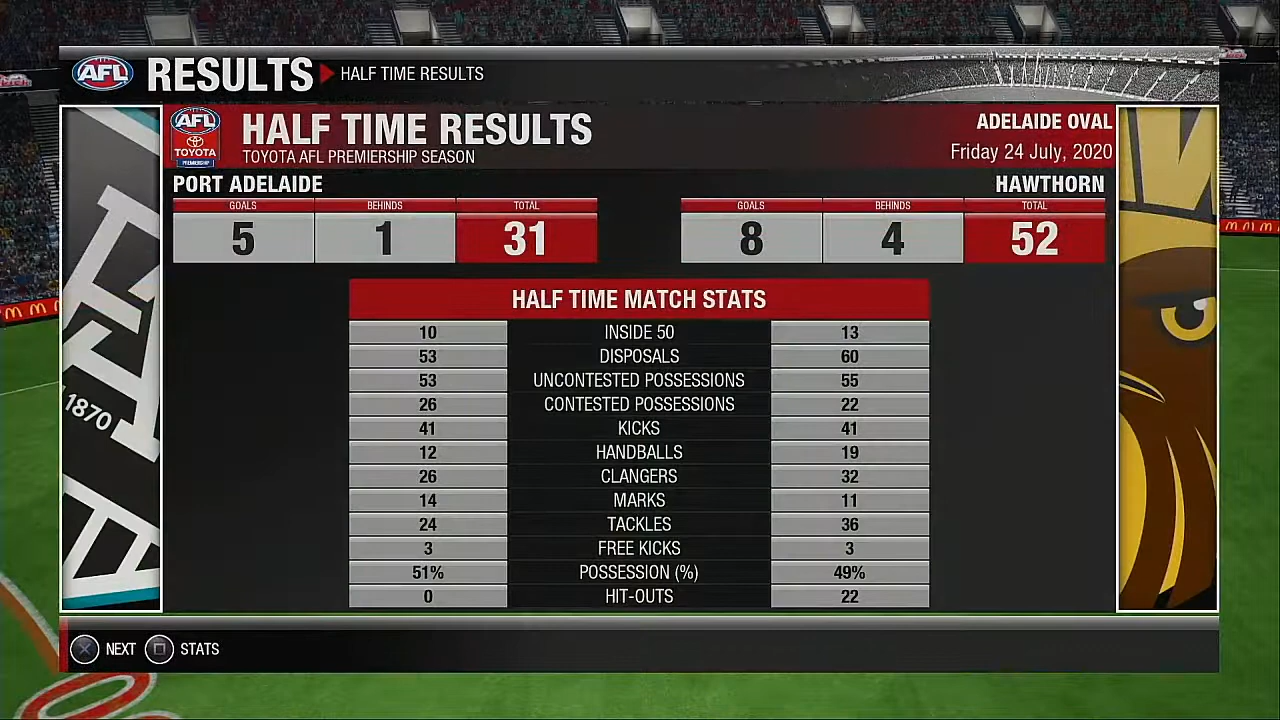 AFL RESULTS HALF TIME RESULTS
AFL TOYOTA PREMIERSHIP
HALF TIME RESULTS
TOYOTA AFL PREMIERSHIP SEASON
ADELAIDE OVAL
Friday 24 July, 2020
PORT ADELAIDE HAWTHORN
GOALS BEHINDS TOTAL GOALS BEHINDS TOTAL
5 1 31 8 4 52
HALF TIME MATCH STATS
10 INSIDE 50 13
53 DISPOSALS 60
53 UNCONTESTED POSSESSIONS 55
26 CONTESTED POSSESSIONS 22
41 KICKS 41
12 HANDBALLS 19
26 CLANGERS 32
14 MARKS 11
24 TACKLES 36
3 FREE KICKS 3
51% POSSESSION (%) 49%
0 HIT-OUTS 22
1870
NEXT STATS